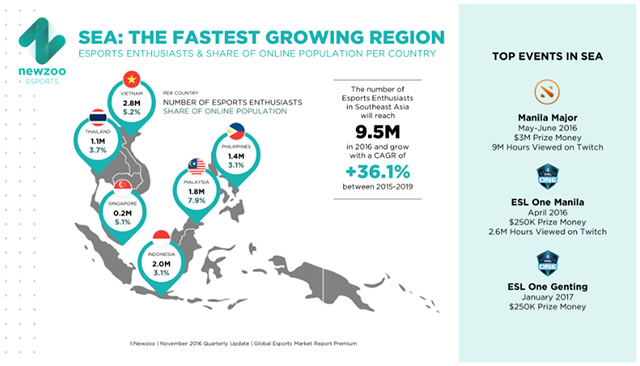 newzoo
ESPORTS
SEA: THE FASTEST GROWING REGION
ESPORTS ENTHUSIASTS & SHARE OF ONLINE POPULATION PER COUNTRY
VIETNAM
2.8M
5.2%
PER COUNTRY
NUMBER OF ESPORTS ENTHUSIASTS
SHARE OF ONLINE POPULATION
THAILAND
1.1M
3.7%
PHILIPPINES
1.4M
3.1%
MALAYSIA
1.8M
7.9%
SINGAPORE
0.2M
5.1%
INDONESIA
2.0M
3.1%
The number of
Esports Enthusiasts
in Southeast Asia
will reach
9.5M
in 2016 and grow
with a CAGR of
+36.1%
between 2015-2019
©Newzoo | November 2016 Quarterly Update | Global Esports Market Report Premium
TOP EVENTS IN SEA
Manila Major
May-June 2016
$3M Prize Money
9M Hours Viewed on Twitch
ESL
ONE
ESL One Manila
April 2016
$250K Prize Money
2.6M Hours Viewed on Twitch
ESL
ONE
ESL One Genting
January 2017
$250K Prize Money